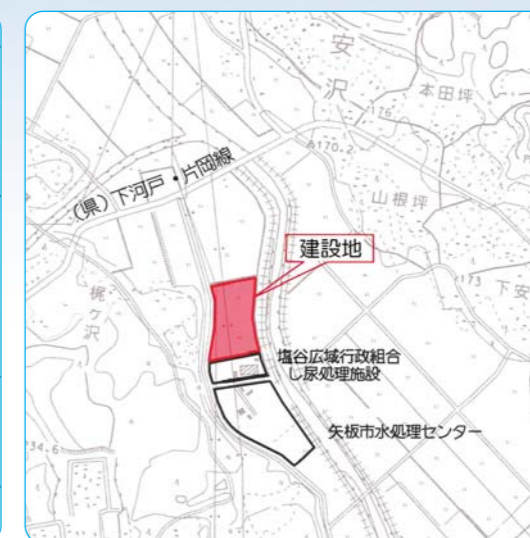 安沢
本田坪
176
170.2
(県)下河戸・片岡線
山根坪
建設地
173
下安
梶ヶ沢
塩谷広域行政組合
し尿処理施設
矢板市水処理センター
34.6